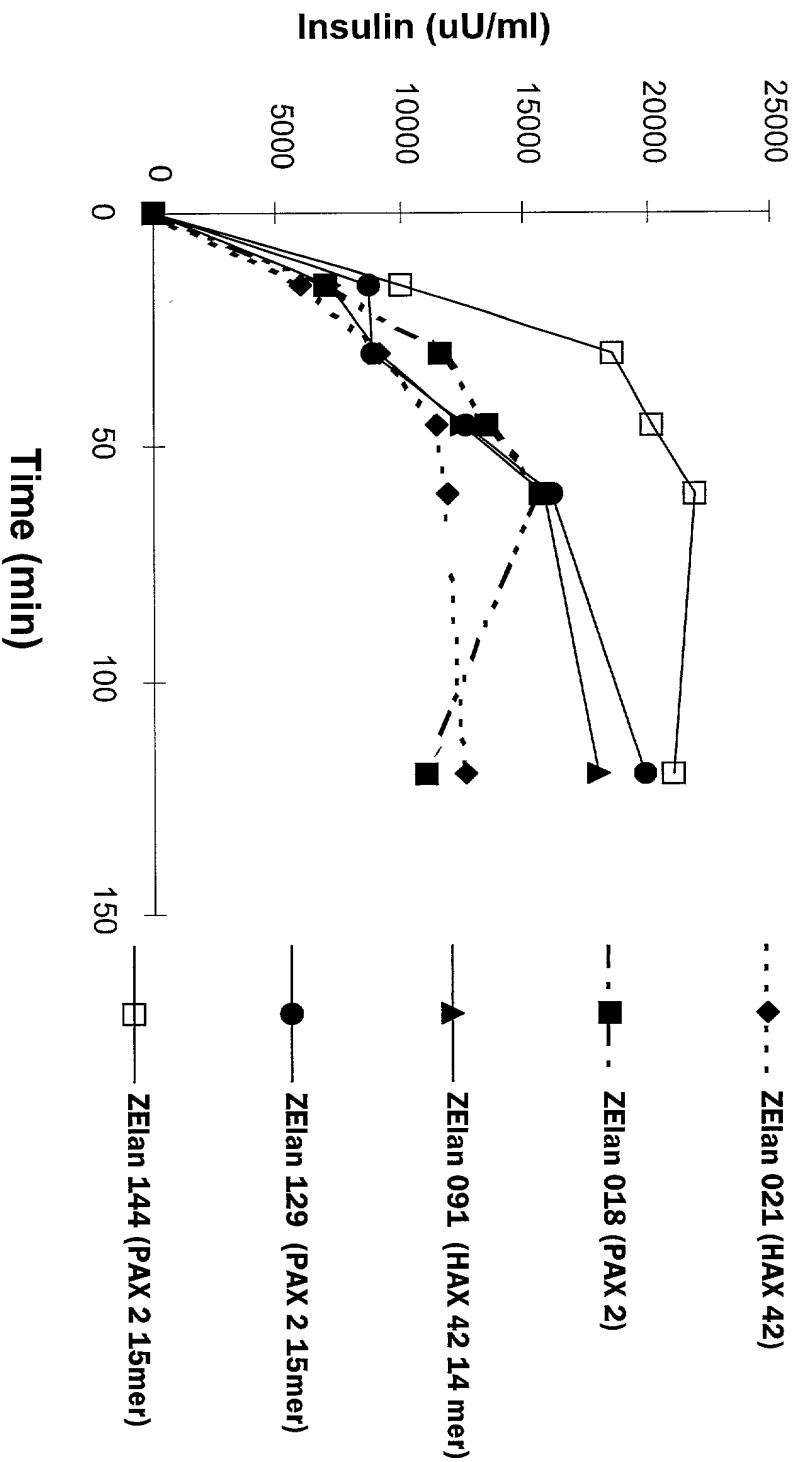 Insulin (uU/ml)
25000
20000
15000
10000
5000
0
0
50
100
150
Time (min)
ZElan 021 (HAX 42)
ZElan 018 (PAX 2)
ZElan 091 (HAX 42 14 mer)
ZElan 129 (PAX 2 15mer)
ZElan 144 (PAX 2 15mer)